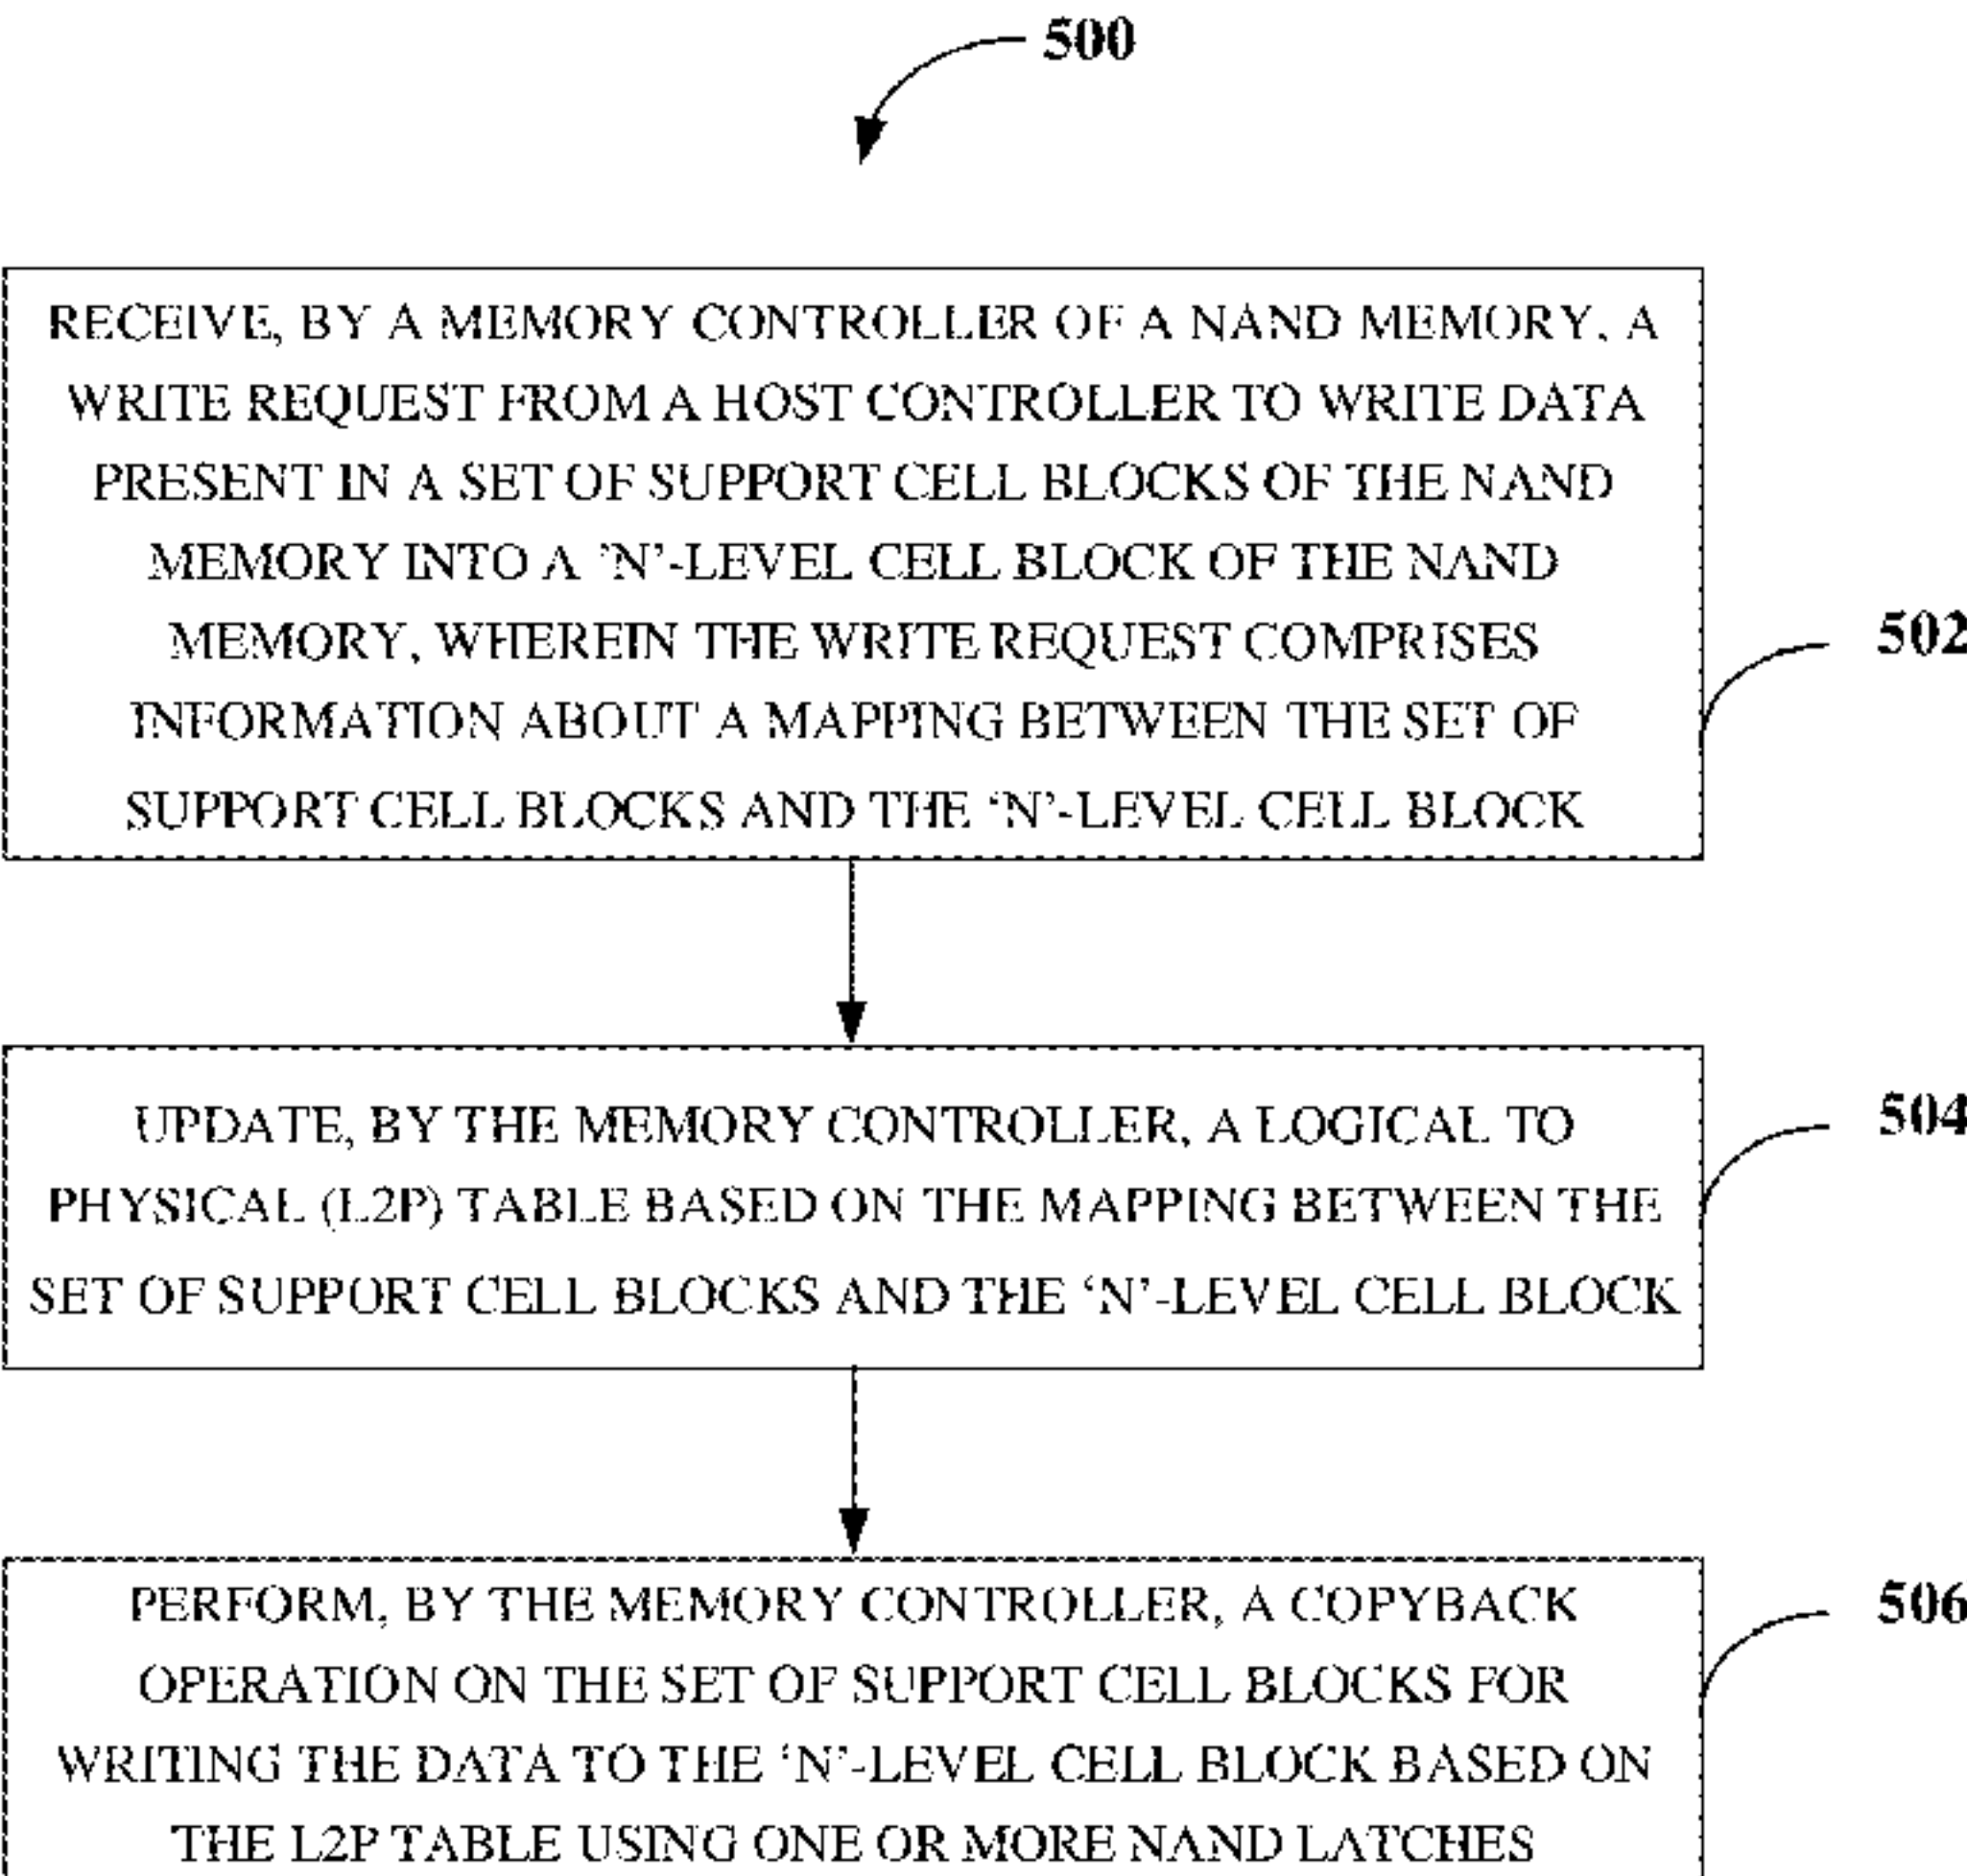 500
RECEIVE, BY A MEMORY CONTROLLER OF A NAND MEMORY, A
WRITE REQUEST FROM A HOST CONTROLLER TO WRITE DATA
PRESENT IN A SET OF SUPPORT CELL BLOCKS OF THE NAND
MEMORY INTO A 'N'-LEVEL CELL BLOCK OF THE NAND
MEMORY, WHEREIN THE WRITE REQUEST COMPRISES
INFORMATION ABOUT A MAPPING BETWEEN THE SET OF
SUPPORT CELL BLOCKS AND THE ‘N’-LEVEL CELL BLOCK
502
UPDATE, BY THE MEMORY CONTROLLER, A LOGICAL TO
PHYSICAL (L2P) TABLE BASED ON THE MAPPING BETWEEN THE
SET OF SUPPORT CELL BLOCKS AND THE ‘N’-LEVEL CELL BLOCK
504
PERFORM, BY THE MEMORY CONTROLLER, A COPYBACK
OPERATION ON THE SET OF SUPPORT CELL BLOCKS FOR
WRITING THE DATA TO THE ‘N’-LEVEL CELL BLOCK BASED ON
THE L2P TABLE USING ONE OR MORE NAND LATCHES
506